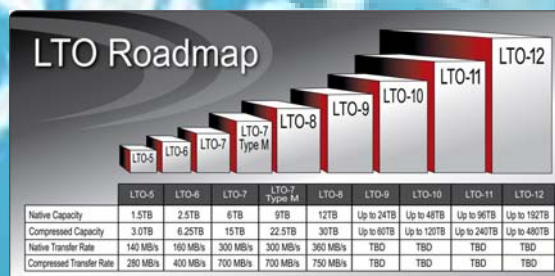 LTO Roadmap
LTO-5
LTO-6
LTO-7
LTO-7
Type M
LTO-8
LTO-9
LTO-10
LTO-11
LTO-12
LTO-5 LTO-6 LTO-7 LTO-7 Type M LTO-8 LTO-9 LTO-10 LTO-11 LTO-12
Native Capacity 1.5TB 2.5TB 6TB 9TB 12TB Up to 24TB Up to 48TB Up to 96TB Up to 192TB
Compressed Capacity 3.0TB 6.25TB 15TB 22.5TB 30TB Up to 60TB Up to 120TB Up to 240TB Up to 480TB
Native Transfer Rate 140 MB/s 160 MB/s 300 MB/s 300 MB/s 360 MB/s TBD TBD TBD TBD
Compressed Transfer Rate 280 MB/s 400 MB/s 700 MB/s 700 MB/s 750 MB/s TBD TBD TBD TBD